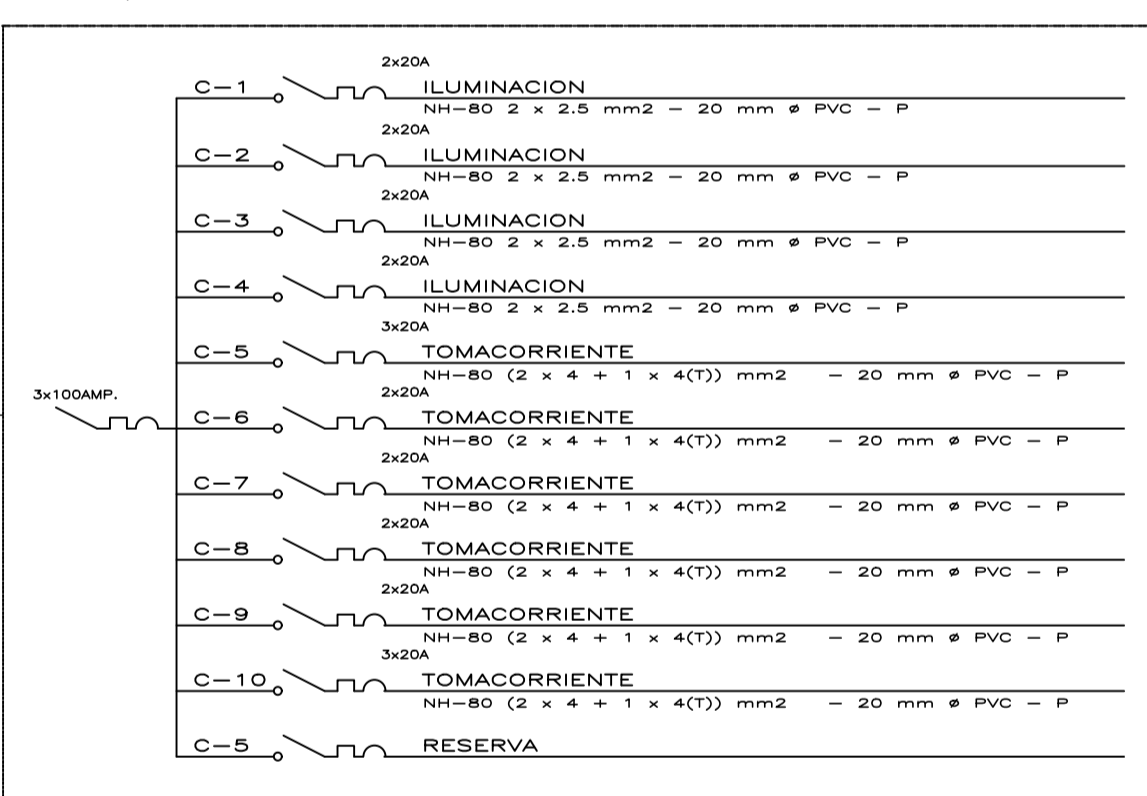 2x20A
C-1 ILUMINACION
NH-80 2 x 2.5 mm2 - 20 mm ø PVC - P
2x20A
C-2 ILUMINACION
NH-80 2 x 2.5 mm2 - 20 mm ø PVC - P
2x20A
C-3 ILUMINACION
NH-80 2 x 2.5 mm2 - 20 mm ø PVC - P
2x20A
C-4 ILUMINACION
NH-80 2 x 2.5 mm2 - 20 mm ø PVC - P
3x20A
C-5 TOMACORRIENTE
NH-80 (2 x 4 + 1 x 4(T)) mm2 - 20 mm ø PVC - P
3x100AMP.
2x20A
C-6 TOMACORRIENTE
NH-80 (2 x 4 + 1 x 4(T)) mm2 - 20 mm ø PVC - P
2x20A
C-7 TOMACORRIENTE
NH-80 (2 x 4 + 1 x 4(T)) mm2 - 20 mm ø PVC - P
2x20A
C-8 TOMACORRIENTE
NH-80 (2 x 4 + 1 x 4(T)) mm2 - 20 mm ø PVC - P
2x20A
C-9 TOMACORRIENTE
NH-80 (2 x 4 + 1 x 4(T)) mm2 - 20 mm ø PVC - P
3x20A
C-10 TOMACORRIENTE
NH-80 (2 x 4 + 1 x 4(T)) mm2 - 20 mm ø PVC - P
C-5 RESERVA